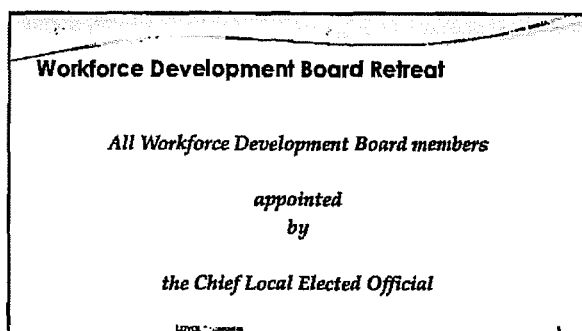 Workforce Development Board Retreat
All Workforce Development Board members
appointed
by
the Chief Local Elected Official